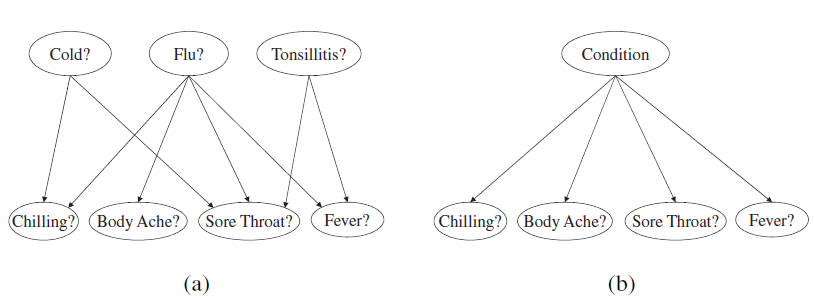 Cold? Flu? Tonsillitis? Condition
Chilling? Body Ache? Sore Throat? Fever? Chilling? Body Ache? Sore Throat? Fever?
(a) (b)